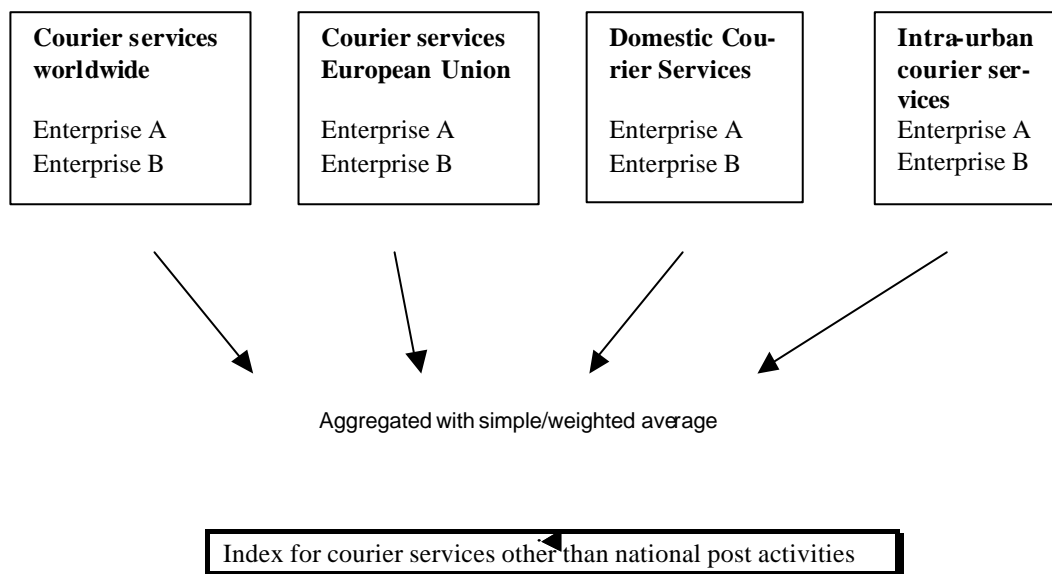 Courier services
worldwide
Enterprise A
Enterprise B
Courier services
European Union
Enterprise A
Enterprise B
Domestic Cou-
rier Services
Enterprise A
Enterprise B
Intra-urban
courier ser-
vices
Enterprise A
Enterprise B
Aggregated with simple/weighted average
Index for courier services other than national post activities